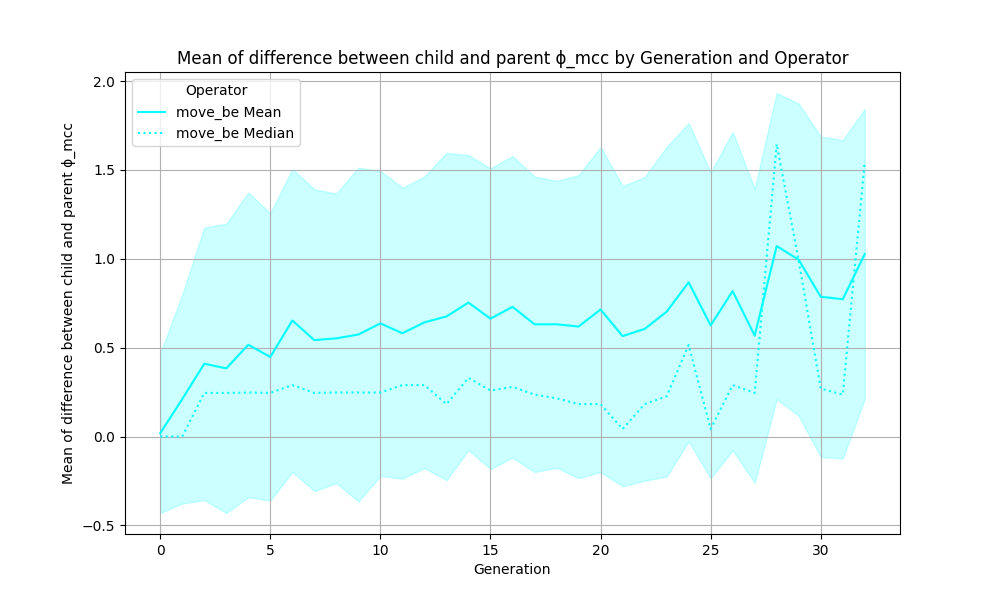 Mean of difference between child and parent ϕ_mcc by Generation and Operator
Mean of difference between child and parent ϕ_mcc
2.0
1.5
1.0
0.5
0.0
−0.5
Operator
move_be Mean
move_be Median
0 5 10 15 20 25 30
Generation